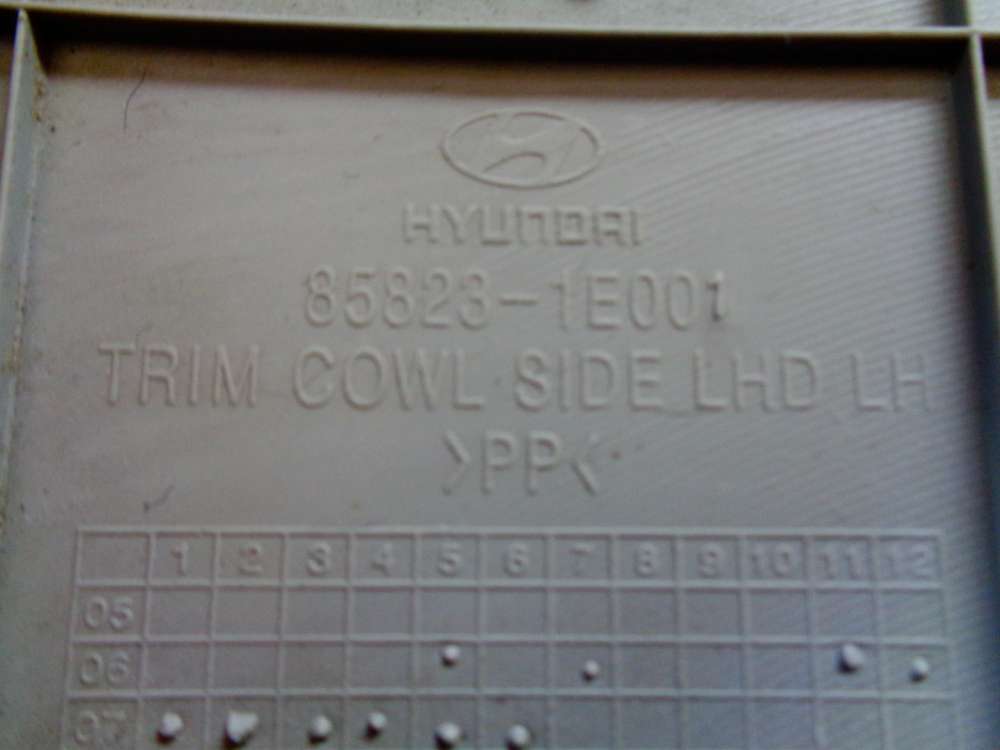 HYUNDAI
85823-1E001
TRIM COWL SIDE LHD LH
>PP<
1 2 3 4 5 6 7 8 9 10 11 12
05
06
07